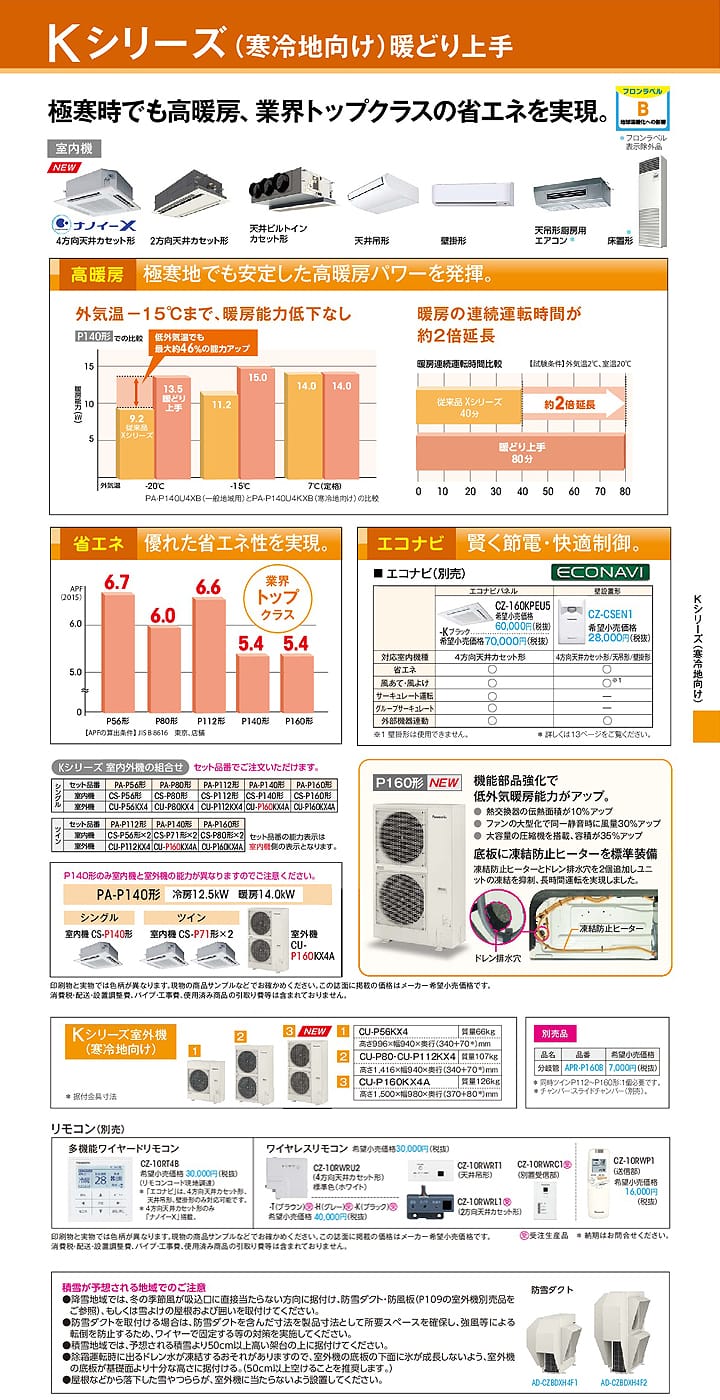 Kシリーズ（寒冷地向け）暖どり上手
極寒時でも高暖房、業界トップクラスの省エネを実現。
フロンラベル
B
地球温暖化への影響
＊フロンラベル
表示除外品
室内機
NEW
ナノイーX
4方向天井カセット形
2方向天井カセット形
天井ビルトイン
カセット形
天井吊形
壁掛形
天吊形厨房用
エアコン＊
床置形
高暖房 極寒地でも安定した高暖房パワーを発揮。
外気温－15℃まで、暖房能力低下なし
P140形での比較
低外気温でも
最大約46%の能力アップ
暖房能力(W)
15
10
5
9.2
従来品
Xシリーズ
13.5
暖どり
上手
11.2
15.0
14.0
14.0
外気温
-20℃
-15℃
7℃(定格)
PA-P140U4XB（一般地域用）とPA-P140U4KXB（寒冷地向け）の比較
暖房の連続運転時間が
約2倍延長
暖房連続運転時間比較
【試験条件】外気温2℃、室温20℃
従来品 Xシリーズ
40分
約2倍延長
暖どり上手
80分
0 10 20 30 40 50 60 70 80
省エネ 優れた省エネ性を実現。
APF
(2015)
6.0
5.0
0
6.7
6.0
6.6
5.4
5.4
業界
トップ
クラス
P56形 P80形 P112形 P140形 P160形
【APFの算出条件】JIS B 8616 東京、店舗
エコナビ 賢く節電・快適制御。
■ エコナビ（別売）
ECONAVI
エコナビパネル
壁設置形
CZ-160KPEU5
希望小売価格
60,000円（税抜）
-Kブラック
希望小売価格70,000円（税抜）
CZ-CSEN1
希望小売価格
28,000円（税抜）
対応室内機種 4方向天井カセット形 4方向天井カセット形/天吊形/壁掛形
省エネ ○ ○
風あて・風よけ ○ ○※1
サーキュレート運転 ○ －
グループサーキュレート ○ －
外部機器連動 ○ ○
※1 壁掛形は使用できません。
＊詳しくは13ページをご覧ください。
Kシリーズ（寒冷地向け）
Kシリーズ 室内外機の組合せ セット品番でご注文いただけます。
シングル
セット品番 PA-P56形 PA-P80形 PA-P112形 PA-P140形 PA-P160形
室内機 CS-P56形 CS-P80形 CS-P112形 CS-P140形 CS-P160形
室外機 CU-P56KX4 CU-P80KX4 CU-P112KX4 CU-P160KX4A CU-P160KX4A
ツイン
セット品番 PA-P112形 PA-P140形 PA-P160形
室内機 CS-P56形×2 CS-P71形×2 CS-P80形×2
室外機 CU-P112KX4 CU-P160KX4A CU-P160KX4A
セット品番の能力表示は
室内機側の表示となります。
P140形のみ室内機と室外機の能力が異なりますのでご注意ください。
PA-P140形 冷房12.5kW 暖房14.0kW
シングル
室内機 CS-P140形
ツイン
室内機 CS-P71形×2
室外機
CU-
P160KX4A
P160形 NEW
Panasonic
機能部品強化で
低外気暖房能力がアップ。
● 熱交換器の伝熱面積が10%アップ
● ファンの大型化で同一静音時に風量30%アップ
● 大容量の圧縮機を搭載、容積が35%アップ
底板に凍結防止ヒーターを標準装備
凍結防止ヒーターとドレン排水穴を2個追加しユニ
ットの凍結を抑制、長時間運転を実現しました。
凍結防止ヒーター
ドレン排水穴
印刷物と実物では色柄が異なります。現物の商品サンプルなどでお確かめください。この誌面に掲載の価格はメーカー希望小売価格です。
消費税・配送・設置調整費、パイプ・工事費、使用済み商品の引取り費等は含まれておりません。
Kシリーズ室外機
（寒冷地向け）
＊据付金具寸法
1
2
3 NEW
1 CU-P56KX4 質量66kg
高さ996×幅940×奥行(340+70＊)mm
2 CU-P80・CU-P112KX4 質量107kg
高さ1,416×幅940×奥行(340+70＊)mm
3 CU-P160KX4A 質量126kg
高さ1,500×幅980×奥行(370+80＊)mm
別売品
品名 品番 希望小売価格
分岐管 APR-P160B 7,000円（税抜）
＊同時ツインP112～P160形:1個必要です。
＊チャンバースライドチャンバー（別売）。
リモコン（別売）
多機能ワイヤードリモコン
CZ-10RT4B
希望小売価格 30,000円（税抜）
（リモコンコード現地調達）
＊「エコナビ」は、4方向天井カセット形、
天井吊形、壁掛形のみ対応可能です。
＊4方向天井カセット形のみ
「ナノイーX」搭載。
ワイヤレスリモコン 希望小売価格30,000円（税抜）
CZ-10RWRU2
（4方向天井カセット形）
標準色（ホワイト）
-T（ブラウン）受-H（グレー）受-K（ブラック）受
希望小売価格 40,000円（税抜）
CZ-10RWRT1
（天井吊形）
CZ-10RWRL1受
（2方向天井カセット形）
CZ-10RWRC1受
（別置受信部）
CZ-10RWP1
（送信部）
希望小売価格
16,000円
（税抜）
印刷物と実物では色柄が異なります。現物の商品サンプルなどでお確かめください。この誌面に掲載の価格はメーカー希望小売価格です。
消費税・配送・設置調整費、パイプ・工事費、使用済み商品の引取り費等は含まれておりません。
受受注生産品 ＊納期はお問合せください。
積雪が予想される地域でのご注意
●降雪地域では、冬の季節風が吸込口に直接当たらない方向に据付け、防雪ダクト・防風板（P109の室外機別売品を
ご参照）、もしくは雪よけの屋根および囲いを取付けてください。
●防雪ダクトを取付ける場合は、防雪ダクトを含んだ寸法を製品寸法として所要スペースを確保し、強風等による
転倒を防止するため、ワイヤーで固定する等の対策を実施してください。
●積雪地域では、予想される積雪より50cm以上高い架台の上に据付けてください。
●除霜運転時に出るドレン水が凍結するおそれがありますので、室外機の底板の下面に氷が成長しないよう、室外機
の底板が基礎面より十分な高さに据付ける。（50cm以上空けることを推奨します。）
●屋根などから落下した雪やつららが、室外機に当たらないよう設置してください。
防雪ダクト
AD-CZBDXH4F1
AD-CZBDXH4F2